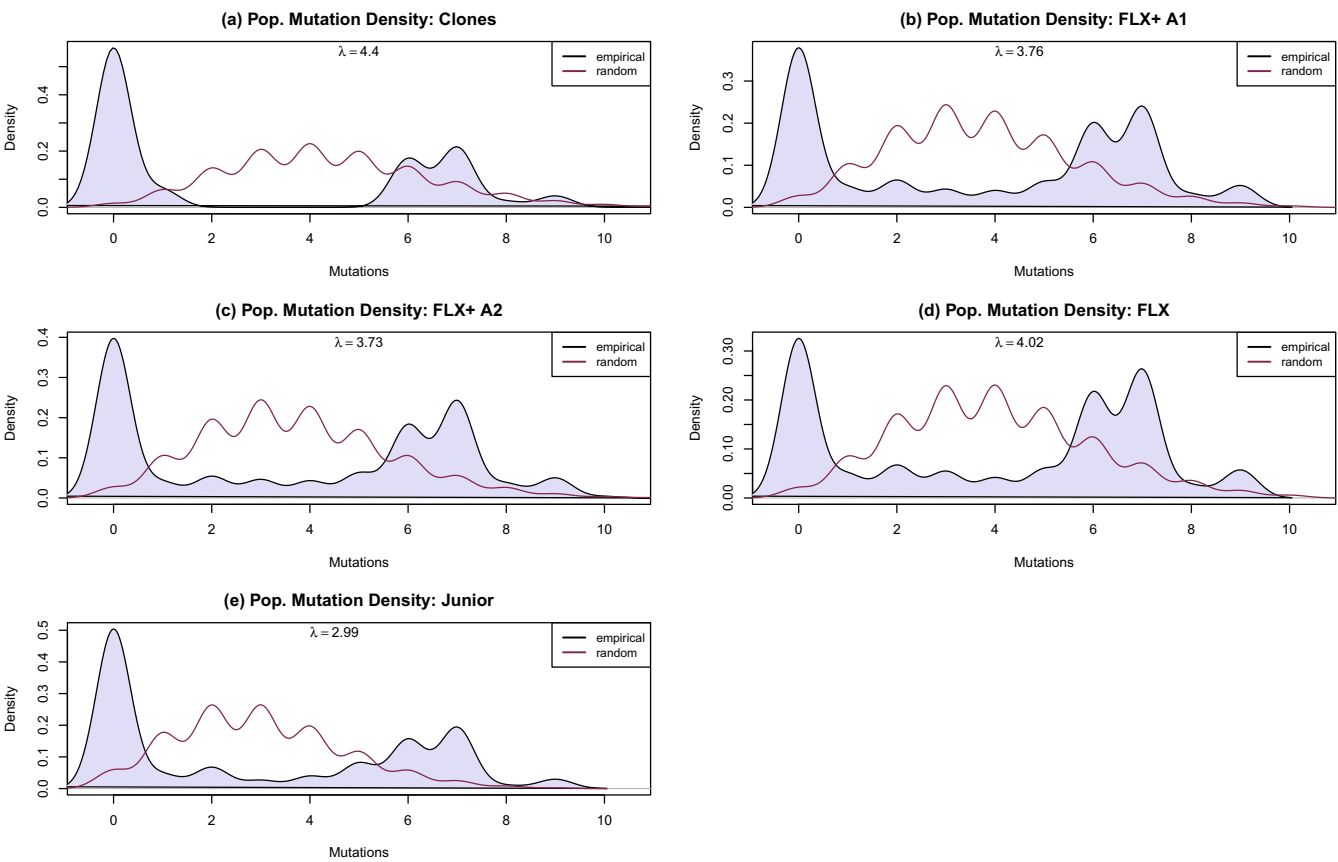 (a) Pop. Mutation Density: Clones
λ = 4.4
empirical
random
Density
0.0
0.2
0.4
0
2
4
6
8
10
Mutations
(b) Pop. Mutation Density: FLX+ A1
λ = 3.76
empirical
random
Density
0.0
0.1
0.2
0.3
0
2
4
6
8
10
Mutations
(c) Pop. Mutation Density: FLX+ A2
λ = 3.73
empirical
random
Density
0.0
0.1
0.2
0.3
0.4
0
2
4
6
8
10
Mutations
(d) Pop. Mutation Density: FLX
λ = 4.02
empirical
random
Density
0.00
0.10
0.20
0.30
0
2
4
6
8
10
Mutations
(e) Pop. Mutation Density: Junior
λ = 2.99
empirical
random
Density
0.0
0.1
0.2
0.3
0.4
0.5
0
2
4
6
8
10
Mutations